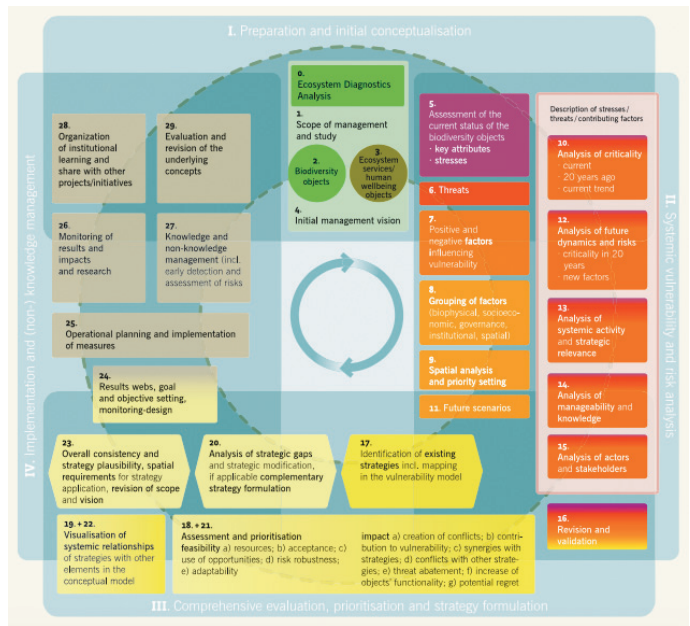 I. Preparation and initial conceptualisation
0.
Ecosystem Diagnostics
Analysis
1.
Scope of management
and study
2.
Biodiversity
objects
3.
Ecosystem
services/
human
wellbeing
objects
4.
Initial management vision
5.
Assessment of the
current status of the
biodiversity objects
· key attributes
· stresses
6. Threats
7.
Positive and
negative factors
influencing
vulnerability
8.
Grouping of factors
(biophysical, socioeco-
nomic, governance,
institutional, spatial)
9.
Spatial analysis
and priority setting
11. Future scenarios
Description of stresses/
threats/contributing factors
10.
Analysis of criticality
· current
· 20 years ago
· current trend
12.
Analysis of future
dynamics and risks
· criticality in 20
years
· new factors
13.
Analysis of
systemic activity
and strategic
relevance
14.
Analysis of
manageability and
knowledge
15.
Analysis of actors
and stakeholders
16.
Revision and
validation
II. Systemic vulnerability and risk analysis
17.
Identification of existing
strategies incl. mapping
in the vulnerability model
20.
Analysis of strategic gaps
and strategic modification,
if applicable complementary
strategy formulation
23.
Overall consistency and
strategy plausibility, spatial
requirements for strategy
application, revision of scope
and vision
19. + 22.
Visualisation of
systemic relationships
of strategies with other
elements in the
conceptual model
18. + 21.
Assessment and prioritisation
feasibility a) resources; b) acceptance; c)
use of opportunities; d) risk robustness;
e) adaptability
impact a) creation of conflicts; b) contri-
bution to vulnerability; c) synergies with
strategies; d) conflicts with other strate-
gies; e) threat abatement; f) increase of
objects' functionality; g) potential regret
III. Comprehensive evaluation, prioritisation and strategy formulation
24.
Results webs, goal
and objective setting,
monitoring-design
25.
Operational planning and implementation
of measures
26.
Monitoring of
results and
impacts
and research
27.
Knowledge and
non-knowledge
management (incl.
early detection and
assessment of risks
28.
Organization
of institutional
learning and
share with other
projects/initiatives
29.
Evaluation and
revision of the
underlying
concepts
IV. Implementation and (non-) knowledge management